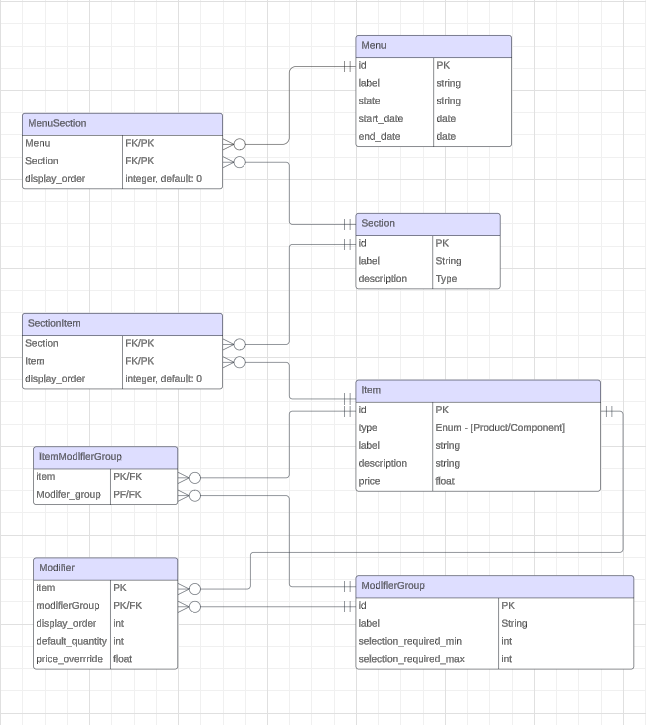 Menu
id PK
label string
state string
start_date date
end_date date
MenuSection
Menu FK/PK
Section FK/PK
display_order integer, default: 0
Section
id PK
label String
description Type
SectionItem
Section FK/PK
Item FK/PK
display_order integer, default: 0
Item
id PK
type Enum - [Product/Component]
label string
description string
price float
ItemModifierGroup
item PK/FK
Modifer_group PF/FK
Modifier
item PK
modifierGroup PK/FK
display_order int
default_quantity int
price_overrride float
ModifierGroup
id PK
label String
selection_required_min int
selection_required_max int